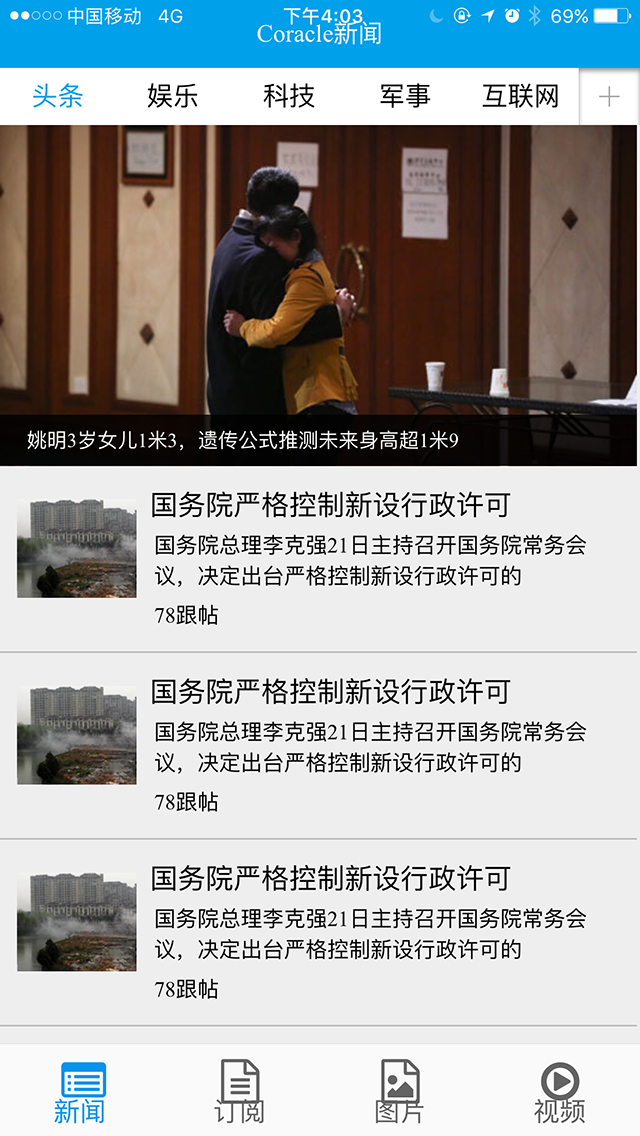 中国移动 4G 下午4:03 69%
Coracle新闻
头条 娱乐 科技 军事 互联网
姚明3岁女儿1米3，遗传公式推测未来身高超1米9
国务院严格控制新设行政许可
国务院总理李克强21日主持召开国务院常务会
议，决定出台严格控制新设行政许可的
78跟帖
国务院严格控制新设行政许可
国务院总理李克强21日主持召开国务院常务会
议，决定出台严格控制新设行政许可的
78跟帖
国务院严格控制新设行政许可
国务院总理李克强21日主持召开国务院常务会
议，决定出台严格控制新设行政许可的
78跟帖
新闻 订阅 图片 视频